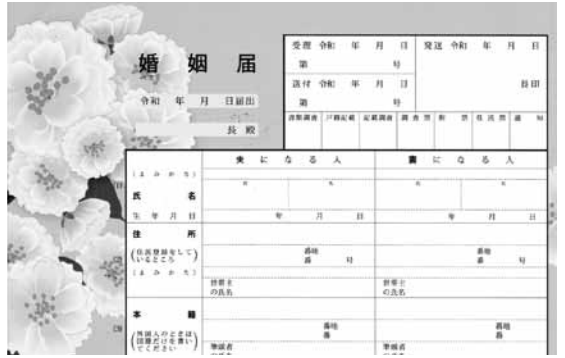 婚姻届
令和 年 月 日届出
長 殿
受理 令和 年 月 日 発送 令和 年 月 日
第 号
送付 令和 年 月 日 長印
第 号
書類調査 戸籍記載 記載調査 調査票 附票 住民票 通知
夫になる人 妻になる人
(よみかた)
氏 氏
氏名
生年月日 年 月 日 年 月 日
住所
(住民登録をしているところ) 番地 番 号 番地 番 号
(よみかた)
世帯主の氏名 世帯主の氏名
本籍
(外国人のときは国籍だけを書いてください) 番地 番 番地 番
筆頭者 筆頭者